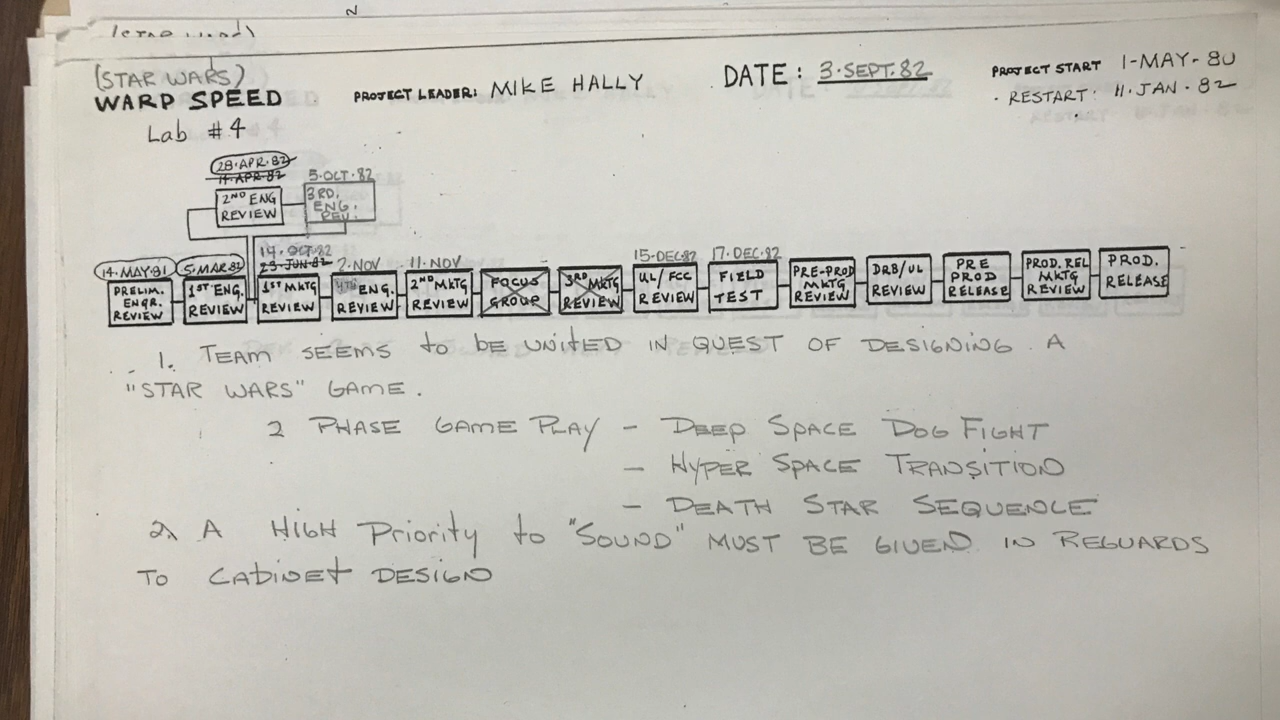 (STAR WARS)
WARP SPEED
Lab #4
PROJECT LEADER: MIKE HALLY
DATE: 3·SEPT·82
PROJECT START 1-MAY-80
· RESTART: 11·JAN·82
28·APR·82
14·APR·82
5·OCT·82
2ND ENG
REVIEW
3RD.
ENG.
REV.
14·MAY·81
5·MAR·82
14·OCT·82
23·JUN·82
2·NOV
11·NOV
15·DEC·82
17·DEC·82
PRELIM.
ENGR.
REVIEW
1ST ENG.
REVIEW
1ST MKTG
REVIEW
4TH ENG.
REVIEW
2ND MKTG
REVIEW
FOCUS
GROUP
3RD MKTG
REVIEW
UL/FCC
REVIEW
FIELD
TEST
PRE-PROD
MKTG
REVIEW
DRB/UL
REVIEW
PRE
PROD
RELEASE
PROD. REL
MKTG
REVIEW
PROD.
RELEASE
1. TEAM SEEMS to bE UNITED IN QUEST OF DESIGNING A
"STAR WARS" GAME.
2 PHASE GAME PLAY - DEEP SPACE DOG FIGHT
- HYPER SPACE TRANSITION
- DEATH STAR SEQUENCE
2. A HIGH Priority to "SOUND" MUST BE GIVEN IN REGUARDS
TO CAbINEt DESIGN